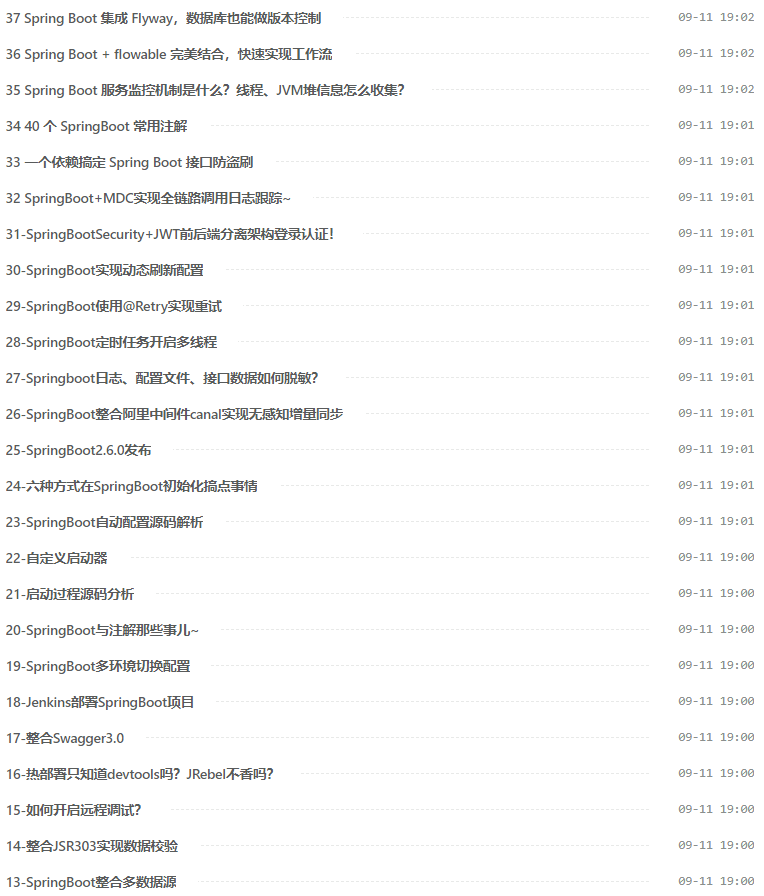 37 Spring Boot 集成 Flyway，数据库也能做版本控制 09-11 19:02
36 Spring Boot + flowable 完美结合，快速实现工作流 09-11 19:02
35 Spring Boot 服务监控机制是什么？线程、JVM堆信息怎么收集？ 09-11 19:02
34 40 个 SpringBoot 常用注解 09-11 19:01
33 一个依赖搞定 Spring Boot 接口防盗刷 09-11 19:01
32 SpringBoot+MDC实现全链路调用日志跟踪~ 09-11 19:01
31-SpringBootSecurity+JWT前后端分离架构登录认证！ 09-11 19:01
30-SpringBoot实现动态刷新配置 09-11 19:01
29-SpringBoot使用@Retry实现重试 09-11 19:01
28-SpringBoot定时任务开启多线程 09-11 19:01
27-Springboot日志、配置文件、接口数据如何脱敏？ 09-11 19:01
26-SpringBoot整合阿里中间件canal实现无感知增量同步 09-11 19:01
25-SpringBoot2.6.0发布 09-11 19:01
24-六种方式在SpringBoot初始化搞点事情 09-11 19:01
23-SpringBoot自动配置源码解析 09-11 19:01
22-自定义启动器 09-11 19:00
21-启动过程源码分析 09-11 19:00
20-SpringBoot与注解那些事儿~ 09-11 19:00
19-SpringBoot多环境切换配置 09-11 19:00
18-Jenkins部署SpringBoot项目 09-11 19:00
17-整合Swagger3.0 09-11 19:00
16-热部署只知道devtools吗？JRebel不香吗？ 09-11 19:00
15-如何开启远程调试？ 09-11 19:00
14-整合JSR303实现数据校验 09-11 19:00
13-SpringBoot整合多数据源 09-11 19:00